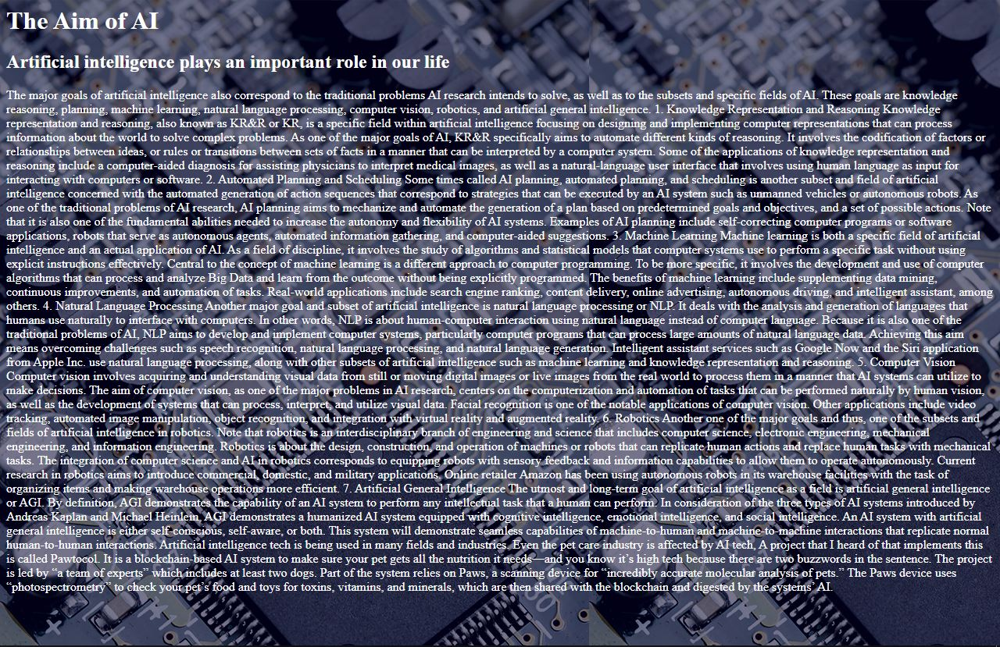 The Aim of AI
Artificial intelligence plays an important role in our life
The major goals of artificial intelligence also correspond to the traditional problems AI research intends to solve, as well as to the subsets and specific fields of AI. These goals are knowledge
reasoning, planning, machine learning, natural language processing, computer vision, robotics, and artificial general intelligence. 1. Knowledge Representation and Reasoning Knowledge
representation and reasoning, also known as KR&R or KR, is a specific field within artificial intelligence focusing on designing and implementing computer representations that can process
information about the world to solve complex problems. As one of the major goals of AI, KR&R specifically aims to automate different kinds of reasoning. It involves the codification of factors or
relationships between ideas, or rules or transitions between sets of facts in a manner that can be interpreted by a computer system. Some of the applications of knowledge representation and
reasoning include a computer-aided diagnosis for assisting physicians to interpret medical images, as well as a natural-language user interface that involves using human language as input for
interacting with computers or software. 2. Automated Planning and Scheduling Some times called AI planning, automated planning, and scheduling is another subset and field of artificial
intelligence concerned with the automated generation of action sequences that correspond to strategies that can be executed by an AI system such as unmanned vehicles or autonomous robots. As
one of the traditional problems of AI research, AI planning aims to mechanize and automate the generation of a plan based on predetermined goals and objectives, and a set of possible actions. Note
that it is also one of the fundamental abilities needed to increase the autonomy and flexibility of AI systems. Examples of AI planning include self-correcting computer programs or software
applications, robots that serve as autonomous agents, automated information gathering, and computer-aided suggestions. 3. Machine Learning Machine learning is both a specific field of artificial
intelligence and an actual application of AI. As a field of discipline, it involves the study of algorithms and statistical models that computer systems use to perform a specific task without using
explicit instructions effectively. Central to the concept of machine learning is a different approach to computer programming. To be more specific, it involves the development and use of computer
algorithms that can process and analyze Big Data and learn from the outcome without being explicitly programmed. The benefits of machine learning include supplementing data mining,
continuous improvements, and automation of tasks. Real-world applications include search engine ranking, content delivery, online advertising, autonomous driving, and intelligent assistant, among
others. 4. Natural Language Processing Another major goal and subset of artificial intelligence is natural language processing or NLP. It deals with the analysis and generation of languages that
humans use naturally to interface with computers. In other words, NLP is about human-computer interaction using natural language instead of computer language. Because it is also one of the
traditional problems of AI, NLP aims to develop and implement computer systems, particularly computer programs that can process large amounts of natural language data. Achieving this aim
means overcoming challenges such as speech recognition, natural language processing, and natural language generation. Intelligent assistant services such as Google Now and the Siri application
from Apple Inc. use natural language processing, along with other subsets of artificial intelligence such as machine learning and knowledge representation and reasoning. 5. Computer Vision
Computer vision involves acquiring and understanding visual data from still or moving digital images or live images from the real world to process them in a manner that AI systems can utilize to
make decisions. The aim of computer vision, as one of the major problems in AI research, centers on the computerization and automation of tasks that can be performed naturally by human vision,
as well as the development of systems that can process, interpret, and utilize visual data. Facial recognition is one of the notable applications of computer vision. Other applications include video
tracking, automated image manipulation, object recognition, and integration with virtual reality and augmented reality. 6. Robotics Another one of the major goals and thus, one of the subsets and
fields of artificial intelligence in robotics. Note that robotics is an interdisciplinary branch of engineering and science that includes computer science, electronic engineering, mechanical
engineering, and information engineering. Robotics is about the design, construction, and operation of machines or robots that can replicate human actions and replace human tasks with mechanical
tasks. The integration of computer science and AI in robotics corresponds to equipping robots with sensory feedback and information capabilities to allow them to operate autonomously. Current
research in robotics aims to introduce commercial, domestic, and military applications. Online retailer Amazon has been using autonomous robots in its warehouse facilities with the task of
organizing items and making warehouse operations more efficient. 7. Artificial General Intelligence The utmost and long-term goal of artificial intelligence as a field is artificial general intelligence
or AGI. By definition, AGI demonstrates the capability of an AI system to perform any intellectual task that a human can perform. In consideration of the three types of AI systems introduced by
Andreas Kaplan and Michael Heinlein, AGI demonstrates a humanized AI system equipped with cognitive intelligence, emotional intelligence, and social intelligence. An AI system with artificial
general intelligence is either self-conscious, self-aware, or both. This system will demonstrate seamless capabilities of machine-to-human and machine-to-machine interactions that replicate normal
human-to-human interactions. Artificial intelligence tech is being used in many fields and industries. Even the pet care industry is affected by AI tech, A project that I heard of that implements this
is called Pawtocol. It is a blockchain-based AI system to make sure your pet gets all the nutrition it needs—and you know it’s high tech because there are two buzzwords in the sentence. The project
is led by “a team of experts” which includes at least two dogs. Part of the system relies on Paws, a scanning device for “incredibly accurate molecular analysis of pets.” The Paws device uses
“photospectrometry” to check your pet’s food and toys for toxins, vitamins, and minerals, which are then shared with the blockchain and digested by the systems’ AI.